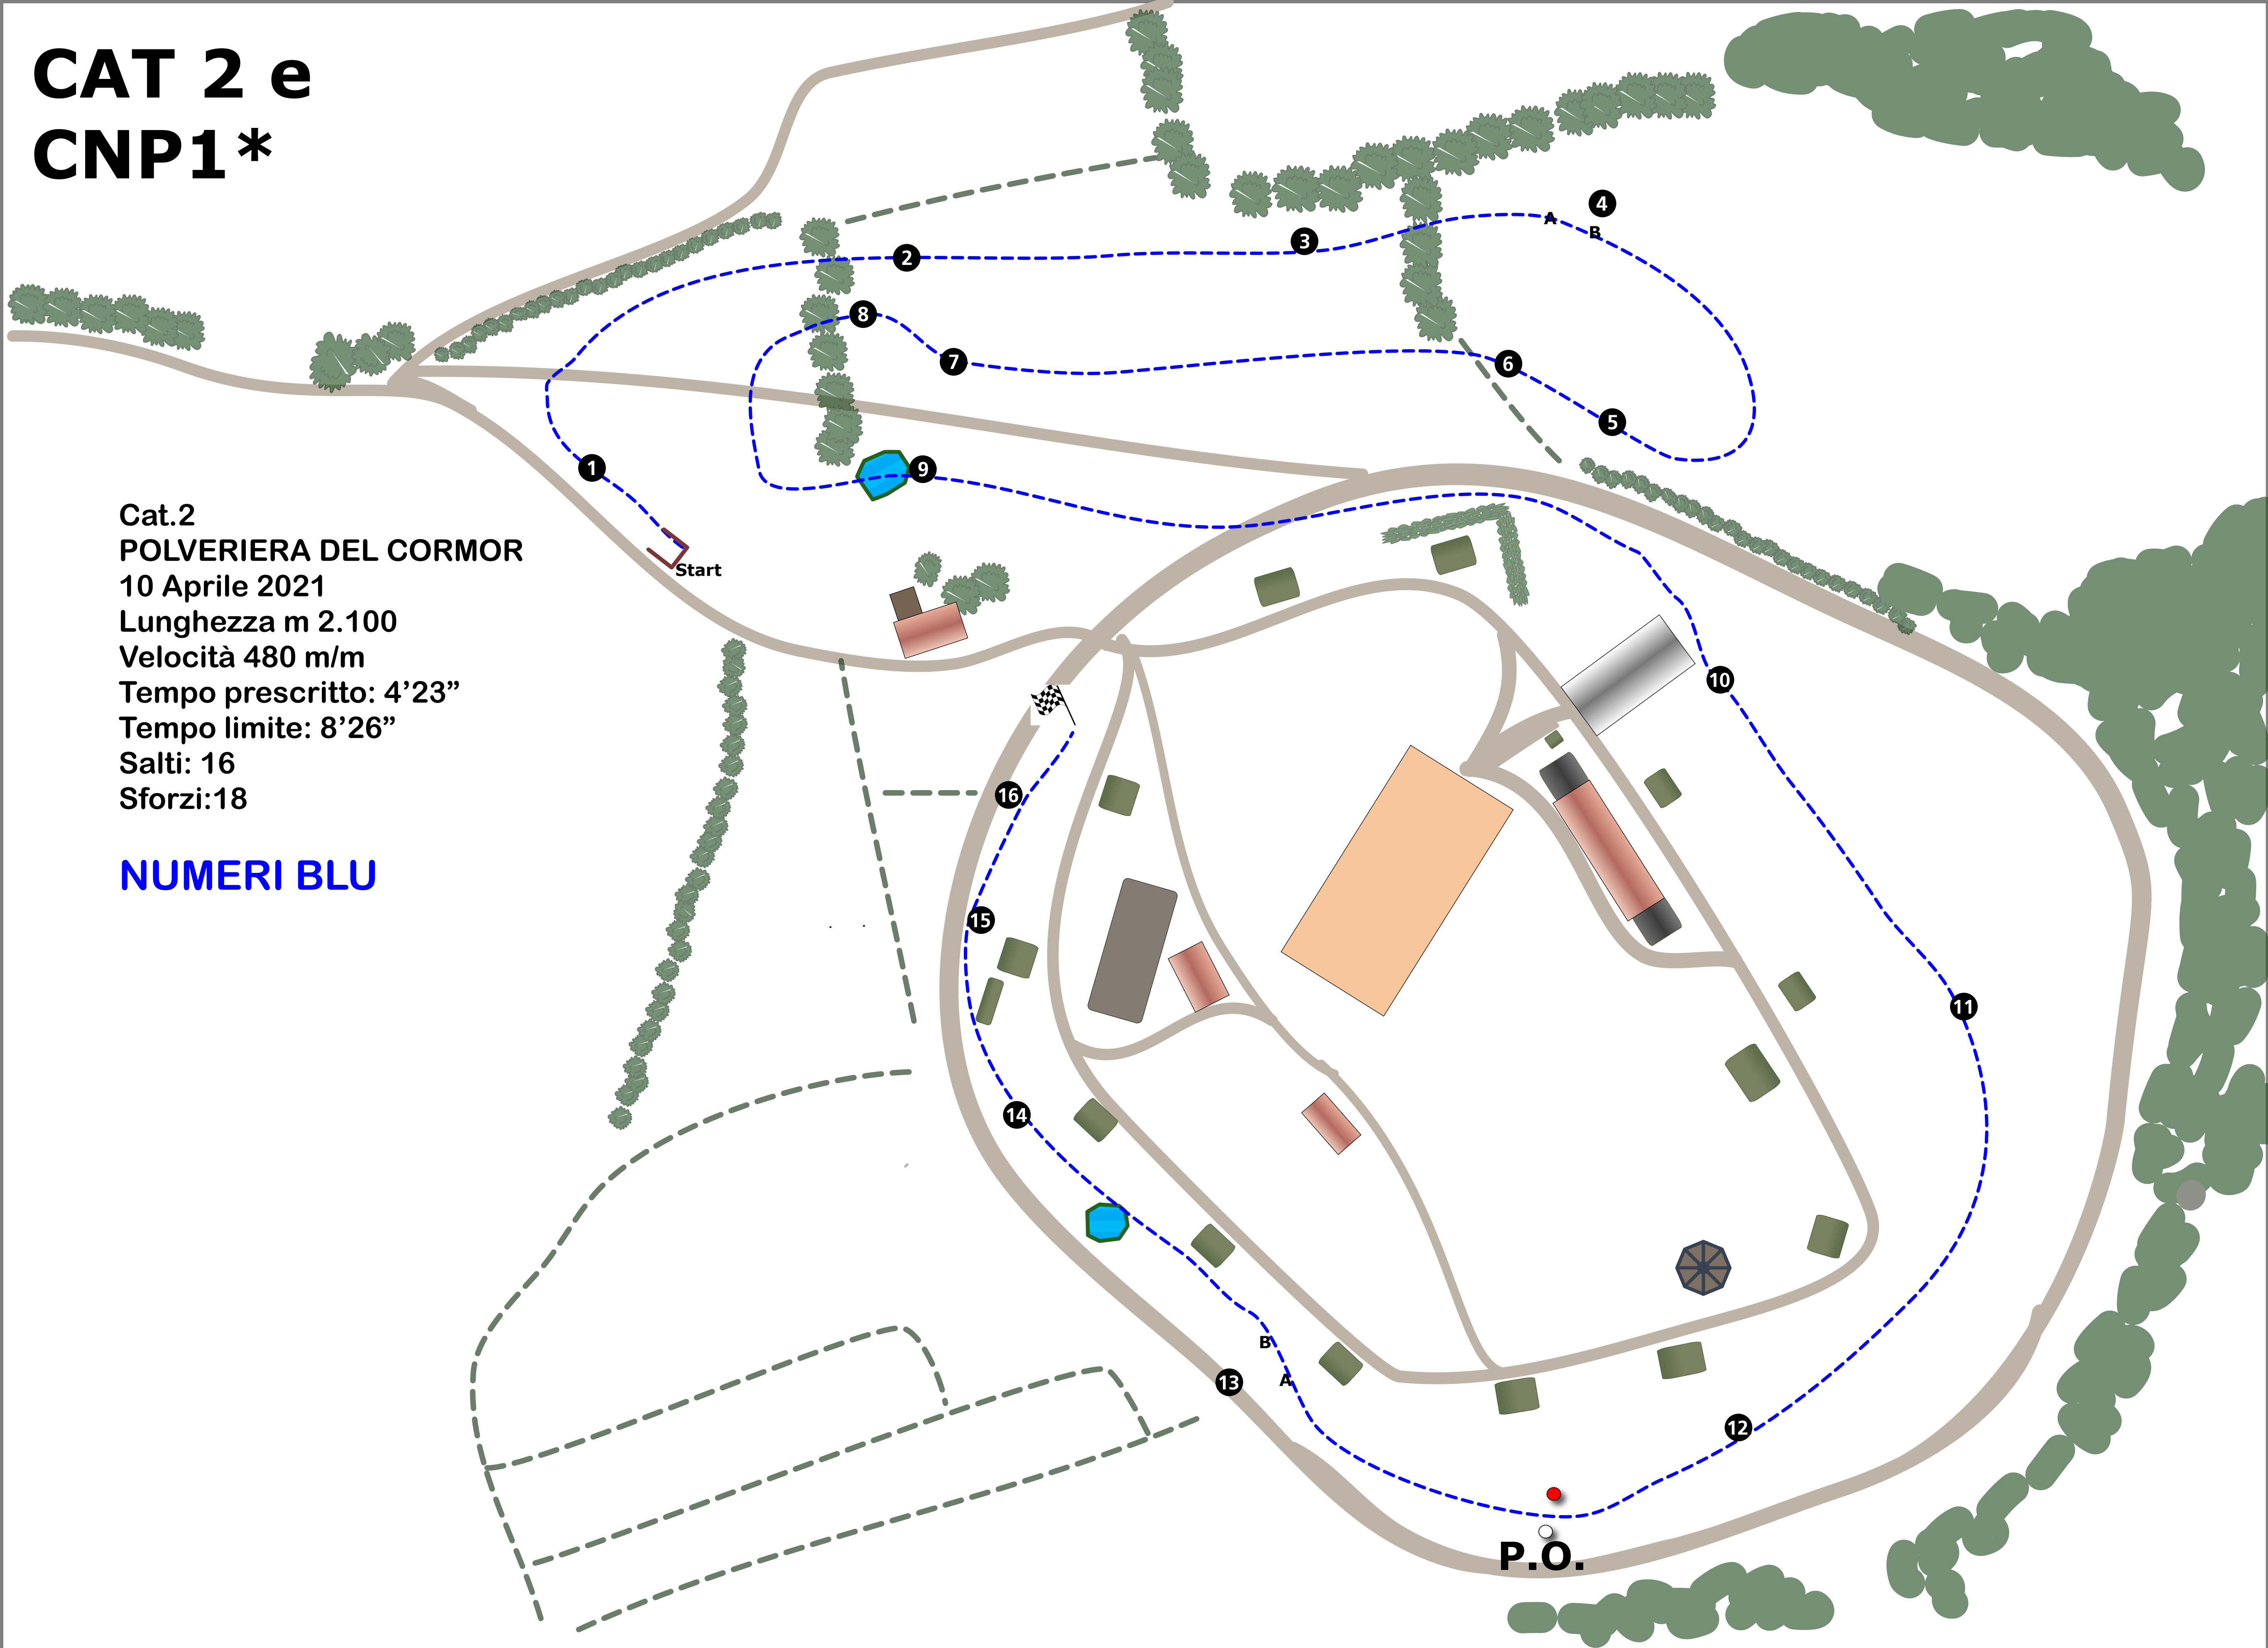 CAT 2 e
CNP1*
4
A
B
3
2
8
7
6
5
1
9
Start
Cat.2
POLVERIERA DEL CORMOR
10 Aprile 2021
Lunghezza m 2.100
Velocità 480 m/m
Tempo prescritto: 4’23”
Tempo limite: 8’26”
Salti: 16
Sforzi:18
NUMERI BLU
10
16
15
11
14
B
A
13
12
P.O.